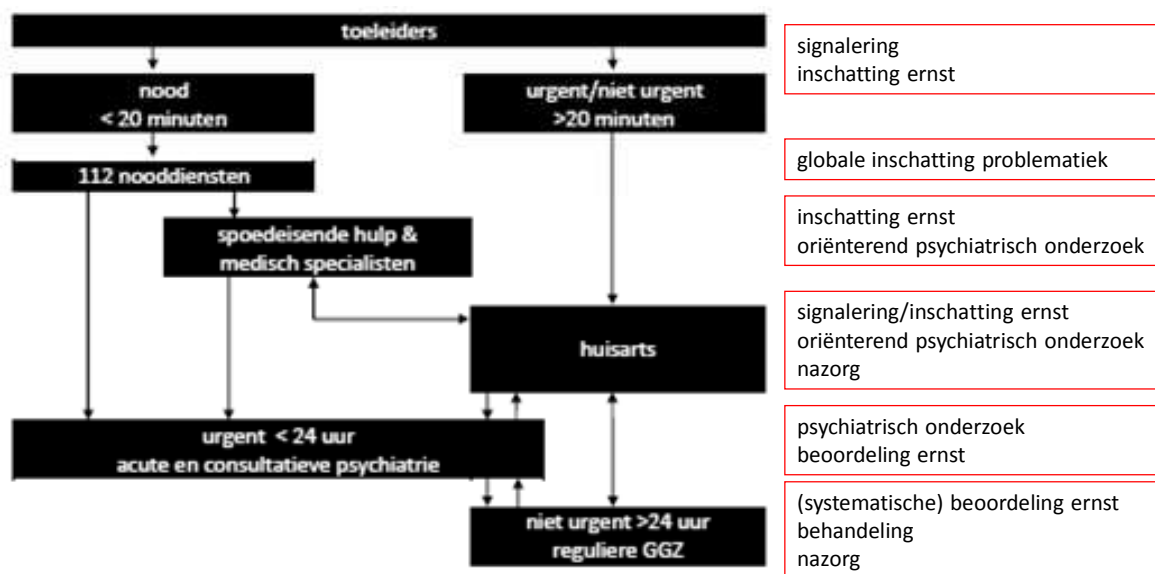 toeleiders
signalering
inschatting ernst
nood
< 20 minuten
urgent/niet urgent
>20 minuten
112 nooddiensten
globale inschatting problematiek
spoedeisende hulp &
medisch specialisten
inschatting ernst
oriënterend psychiatrisch onderzoek
huisarts
signalering/inschatting ernst
oriënterend psychiatrisch onderzoek
nazorg
urgent < 24 uur
acute en consultatieve psychiatrie
psychiatrisch onderzoek
beoordeling ernst
niet urgent >24 uur
reguliere GGZ
(systematische) beoordeling ernst
behandeling
nazorg